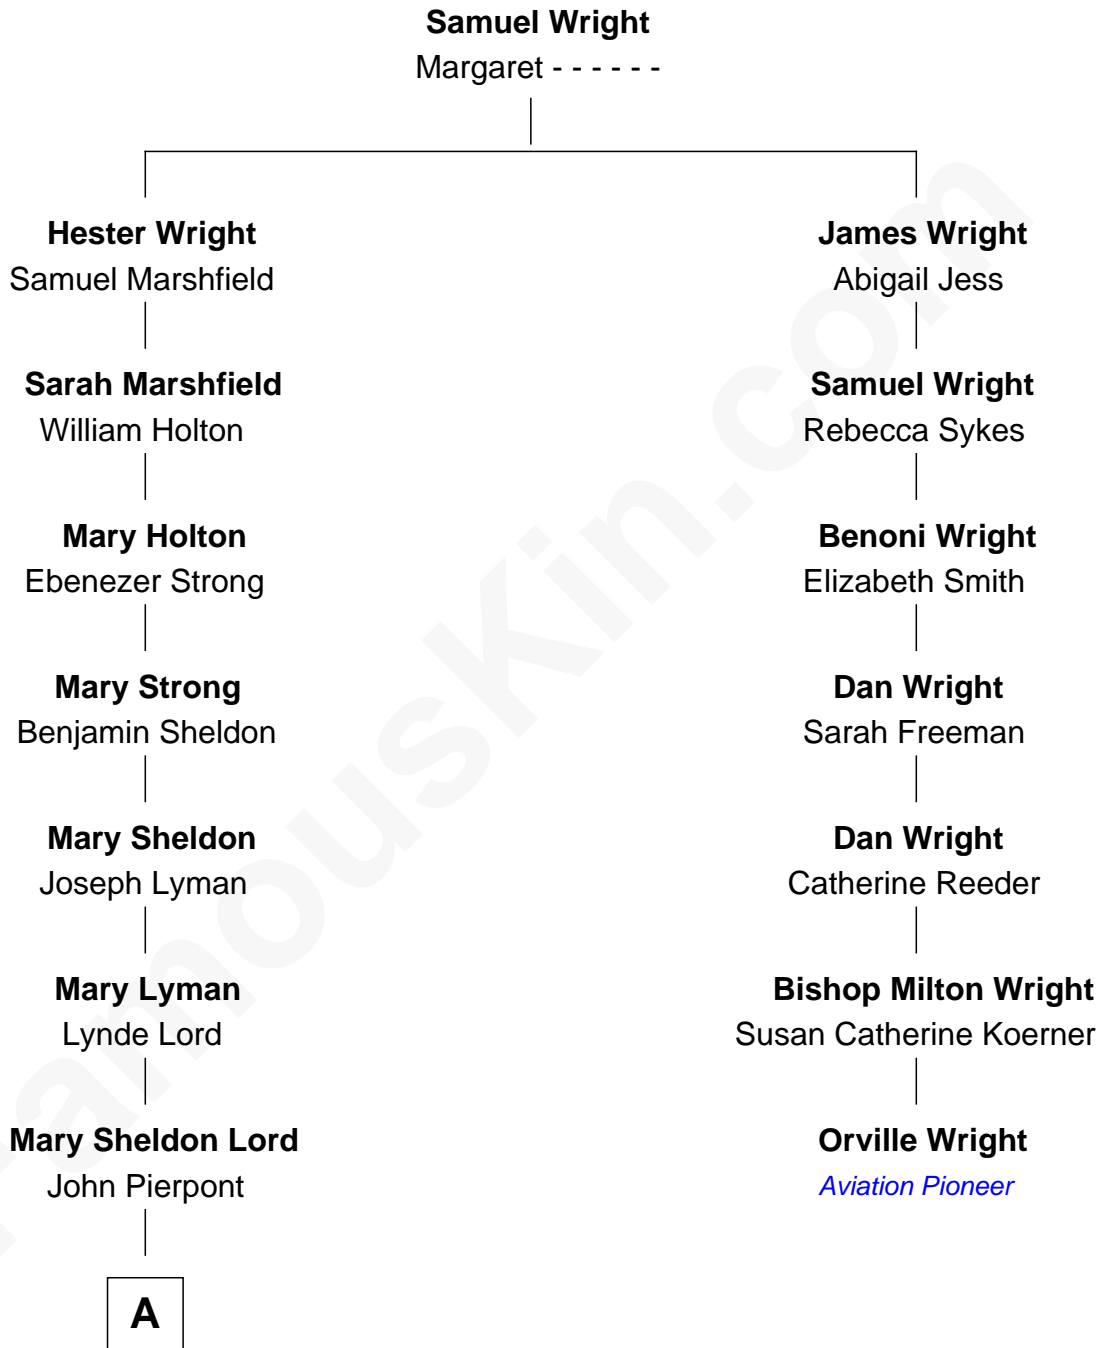 Samuel Wright
Margaret - - - - - -
Hester Wright
Samuel Marshfield
James Wright
Abigail Jess
Sarah Marshfield
William Holton
Samuel Wright
Rebecca Sykes
Mary Holton
Ebenezer Strong
Benoni Wright
Elizabeth Smith
Mary Strong
Benjamin Sheldon
Dan Wright
Sarah Freeman
Mary Sheldon
Joseph Lyman
Dan Wright
Catherine Reeder
Mary Lyman
Lynde Lord
Bishop Milton Wright
Susan Catherine Koerner
Mary Sheldon Lord
John Pierpont
Orville Wright
Aviation Pioneer
A
FamousKin.com